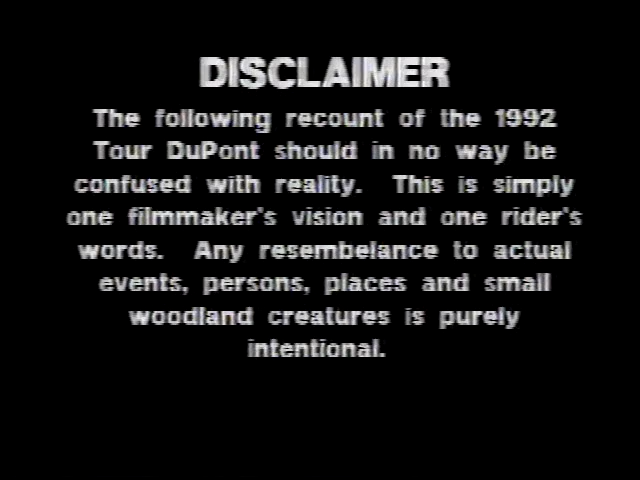 DISCLAIMER
The following recount of the 1992
Tour DuPont should in no way be
confused with reality. This is simply
one filmmaker's vision and one rider's
words. Any resembelance to actual
events, persons, places and small
woodland creatures is purely
intentional.